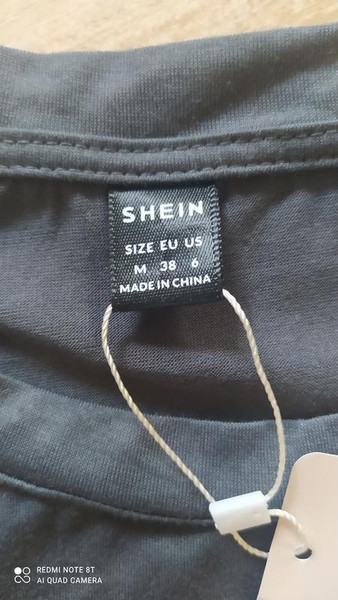 SHEIN
SIZE EU US
M 38 6
MADE IN CHINA
REDMI NOTE 8T
AI QUAD CAMERA